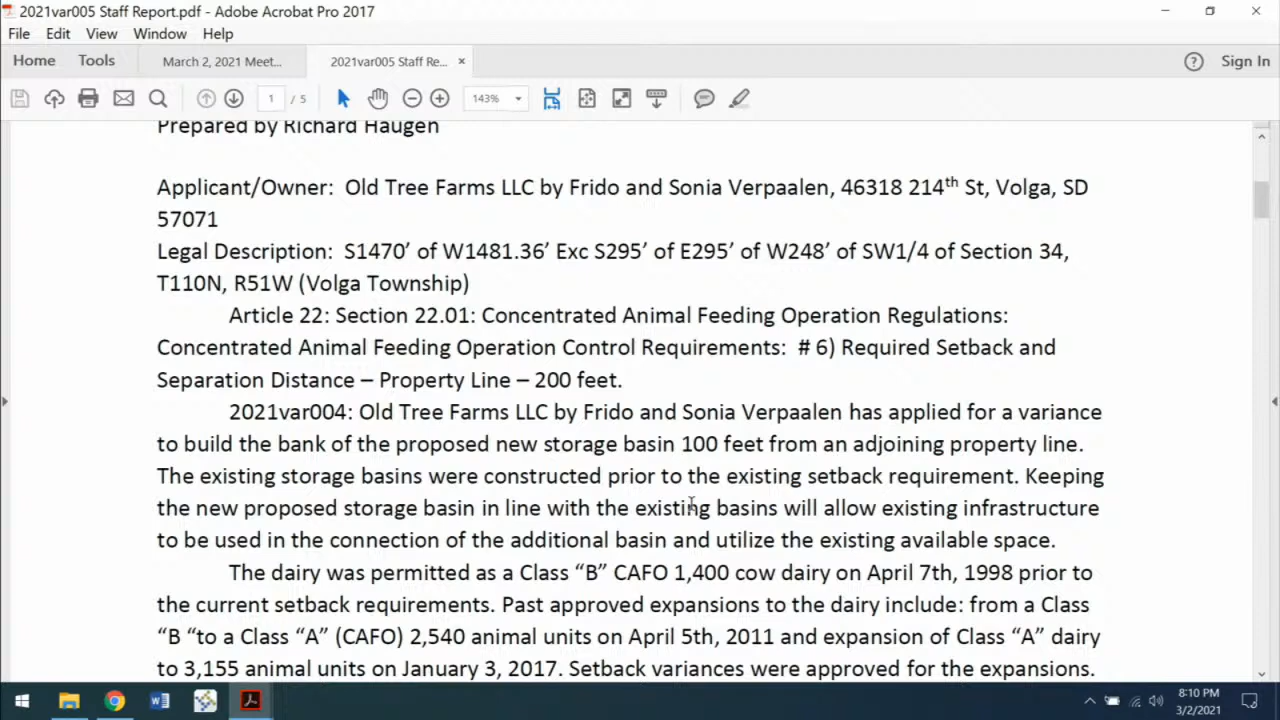 2021var005 Staff Report.pdf - Adobe Acrobat Pro 2017
File Edit View Window Help
Home Tools March 2, 2021 Meet... 2021var005 Staff Re... × Sign In
1 / 5 143%
Prepared by Richard Haugen
Applicant/Owner: Old Tree Farms LLC by Frido and Sonia Verpaalen, 46318 214th St, Volga, SD
57071
Legal Description: S1470’ of W1481.36’ Exc S295’ of E295’ of W248’ of SW1/4 of Section 34,
T110N, R51W (Volga Township)
Article 22: Section 22.01: Concentrated Animal Feeding Operation Regulations:
Concentrated Animal Feeding Operation Control Requirements: # 6) Required Setback and
Separation Distance – Property Line – 200 feet.
2021var004: Old Tree Farms LLC by Frido and Sonia Verpaalen has applied for a variance
to build the bank of the proposed new storage basin 100 feet from an adjoining property line.
The existing storage basins were constructed prior to the existing setback requirement. Keeping
the new proposed storage basin in line with the existing basins will allow existing infrastructure
to be used in the connection of the additional basin and utilize the existing available space.
The dairy was permitted as a Class “B” CAFO 1,400 cow dairy on April 7th, 1998 prior to
the current setback requirements. Past approved expansions to the dairy include: from a Class
“B “to a Class “A” (CAFO) 2,540 animal units on April 5th, 2011 and expansion of Class “A” dairy
to 3,155 animal units on January 3, 2017. Setback variances were approved for the expansions.
8:10 PM
3/2/2021